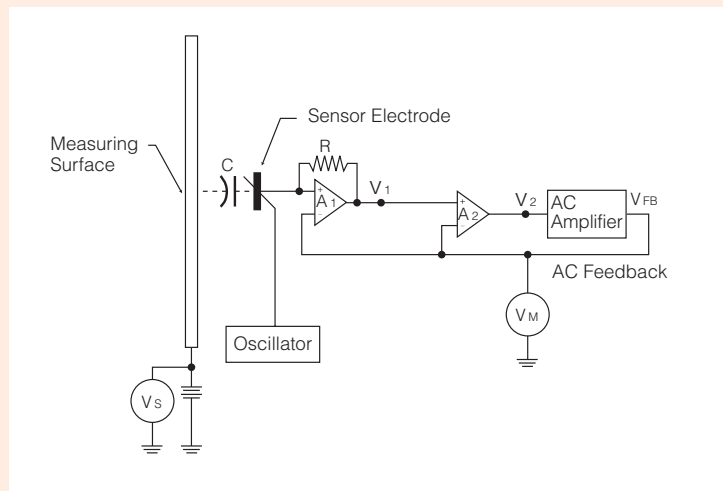 Sensor Electrode
Measuring
Surface
C
R
+
A1
-
V1
+
A2
-
V2
AC
Amplifier
VFB
AC Feedback
VM
Oscillator
VS